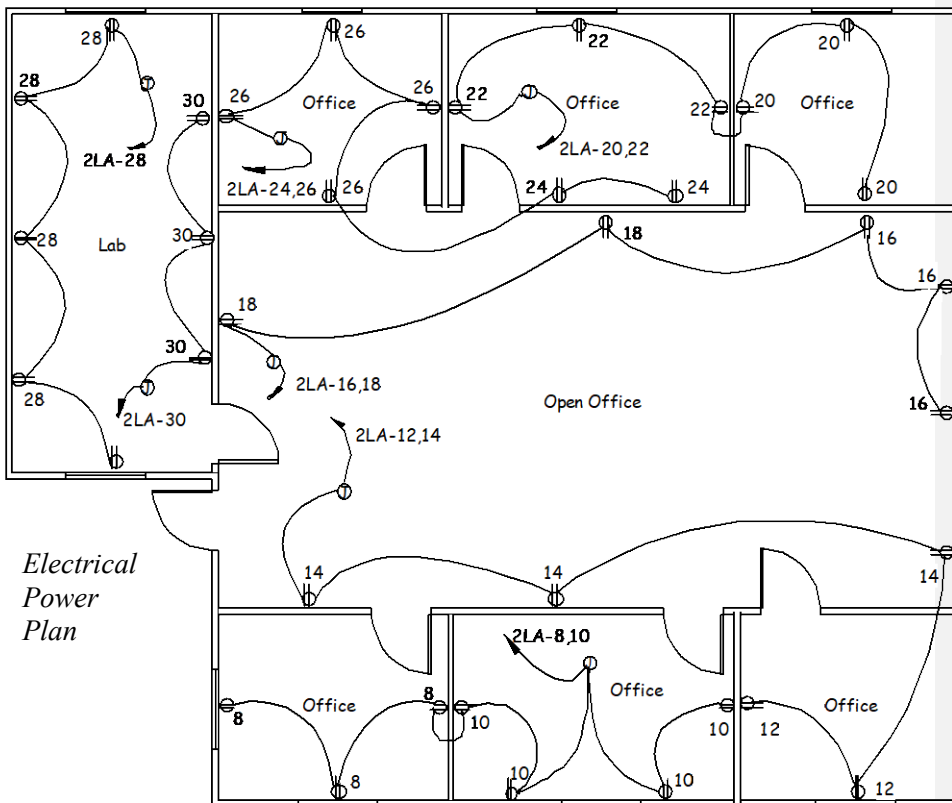 28
26
22
20
28
30
26
Office
26
22
Office
22
20
Office
2LA-28
2LA-24,26
26
2LA-20,22
24
24
20
28
Lab
30
18
16
16
18
30
28
2LA-16,18
2LA-30
Open Office
16
2LA-12,14
Electrical
Power
Plan
14
14
14
2LA-8,10
8
Office
8
10
Office
10
12
Office
8
10
10
12
J
J
J
J
J
J
J